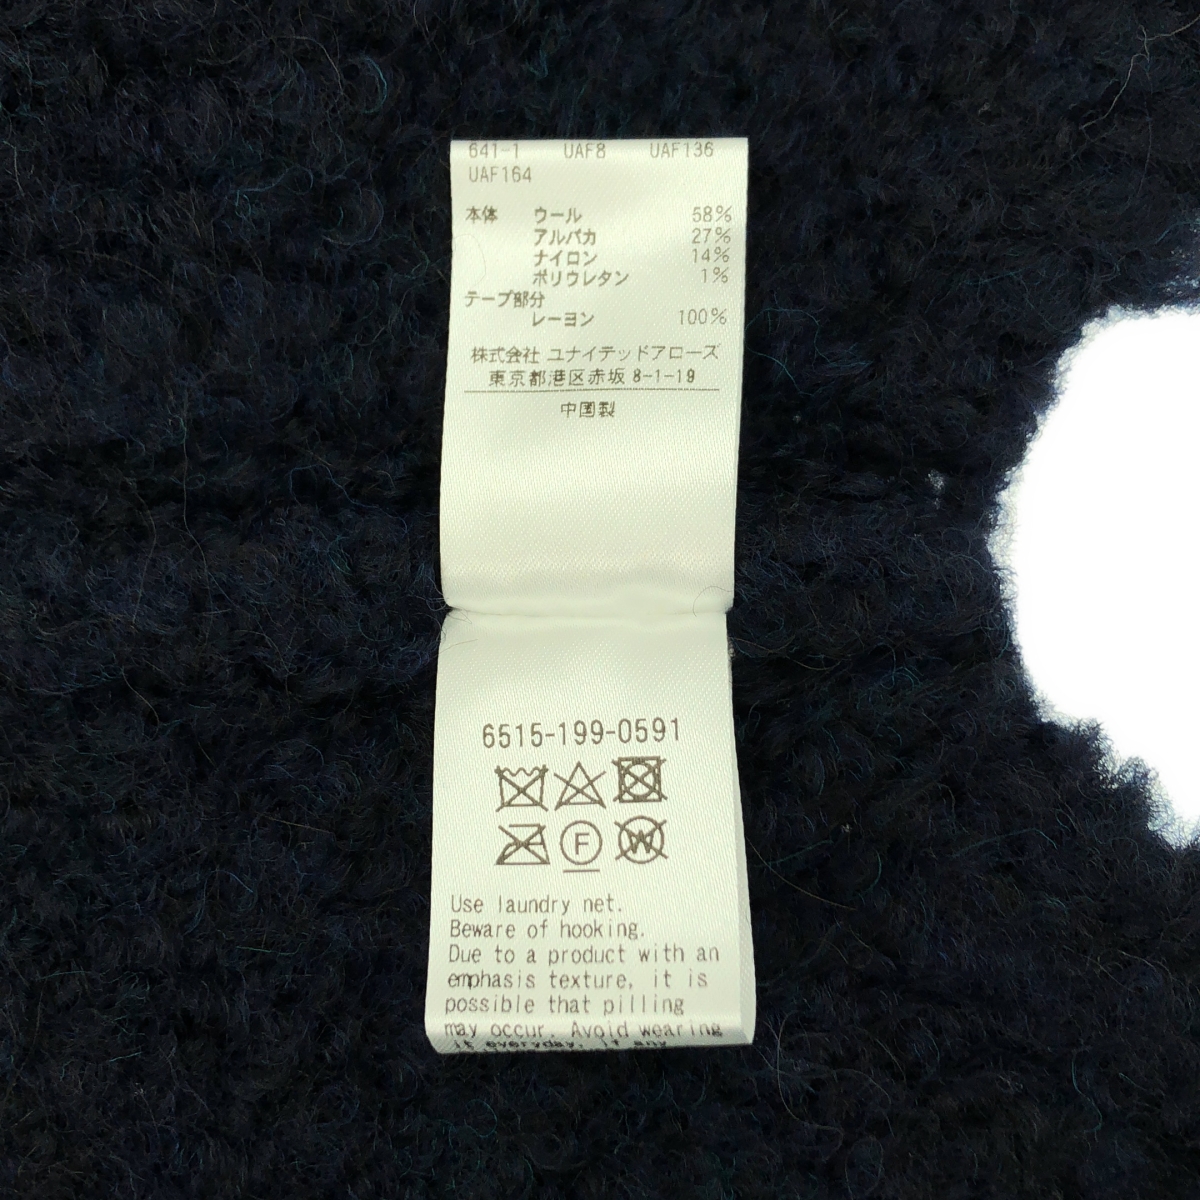 641-1 UAF8 UAF136
UAF164
本体 ウール 58%
アルパカ 27%
ナイロン 14%
ポリウレタン 1%
テープ部分
レーヨン 100%
株式会社 ユナイテッドアローズ
東京都港区赤坂 8-1-19
中国製
6515-199-0591
F
W
Use laundry net.
Beware of hooking.
Due to a product with an
emphasis texture, it is
possible that pilling
may occur. Avoid wearing
it everyday, if any